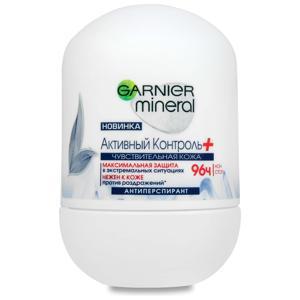 GARNIER
mineral
НОВИНКА
Активный Контроль+
ЧУВСТВИТЕЛЬНАЯ КОЖА
МАКСИМАЛЬНАЯ ЗАЩИТА
в экстремальных ситуациях
НЕЖЕН К КОЖЕ
против раздражений
96ч
АНТИПЕРСПИРАНТ